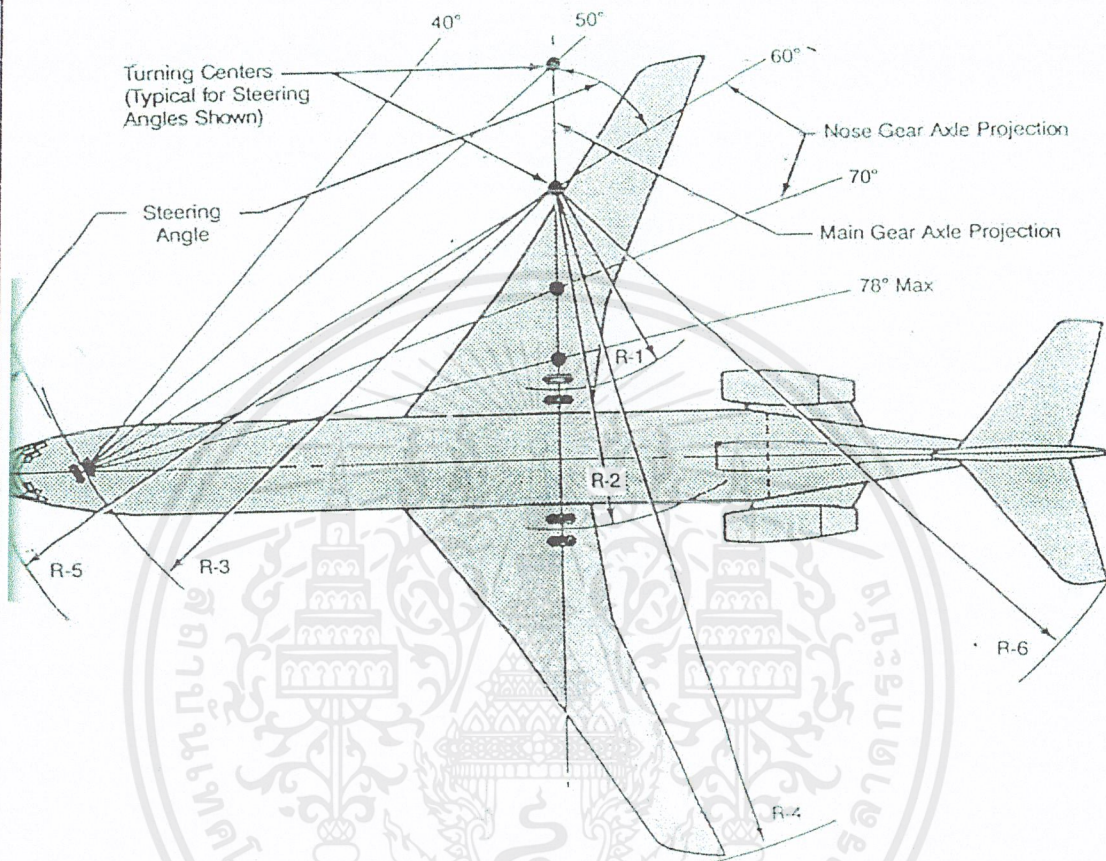 40°
50°
60°
Turning Centers
(Typical for Steering
Angles Shown)
Nose Gear Axle Projection
70°
Steering
Angle
Main Gear Axle Projection
78° Max
R-1
R-2
R-5
R-3
R-6
R-4